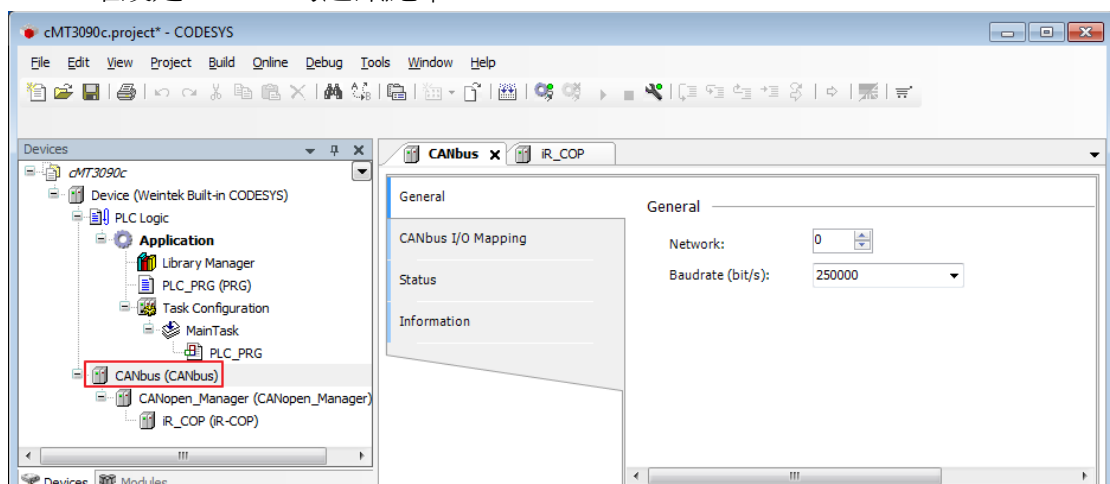 cMT3090c.project* - CODESYS
File Edit View Project Build Online Debug Tools Window Help
Devices
CANbus
iR_COP
cMT3090c
Device (Weintek Built-in CODESYS)
PLC Logic
Application
Library Manager
PLC_PRG (PRG)
Task Configuration
MainTask
PLC_PRG
CANbus (CANbus)
CANopen_Manager (CANopen_Manager)
iR_COP (iR-COP)
Devices
Modules
General
CANbus I/O Mapping
Status
Information
General
Network: 0
Baudrate (bit/s): 250000